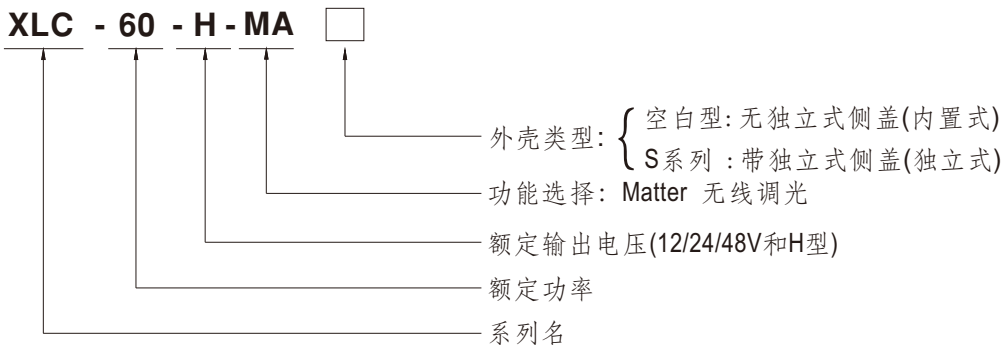 XLC - 60 - H - MA □
外壳类型: { 空白型: 无独立式侧盖(内置式)
S系列 : 带独立式侧盖(独立式)
功能选择: Matter 无线调光
额定输出电压(12/24/48V和H型)
额定功率
系列名